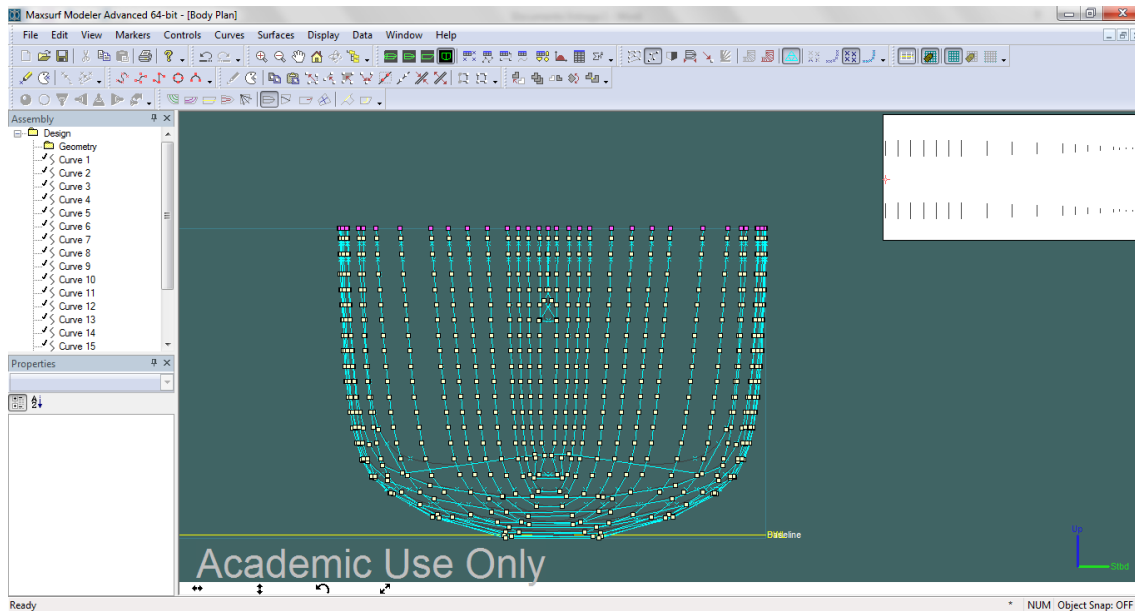 Maxsurf Modeler Advanced 64-bit - [Body Plan]
File Edit View Markers Controls Curves Surfaces Display Data Window Help
Assembly
Design
Geometry
Curve 1
Curve 2
Curve 3
Curve 4
Curve 5
Curve 6
Curve 7
Curve 8
Curve 9
Curve 10
Curve 11
Curve 12
Curve 13
Curve 14
Curve 15
Properties
Baseline
Up
Stbd
Academic Use Only
Ready
* NUM Object Snap: OFF